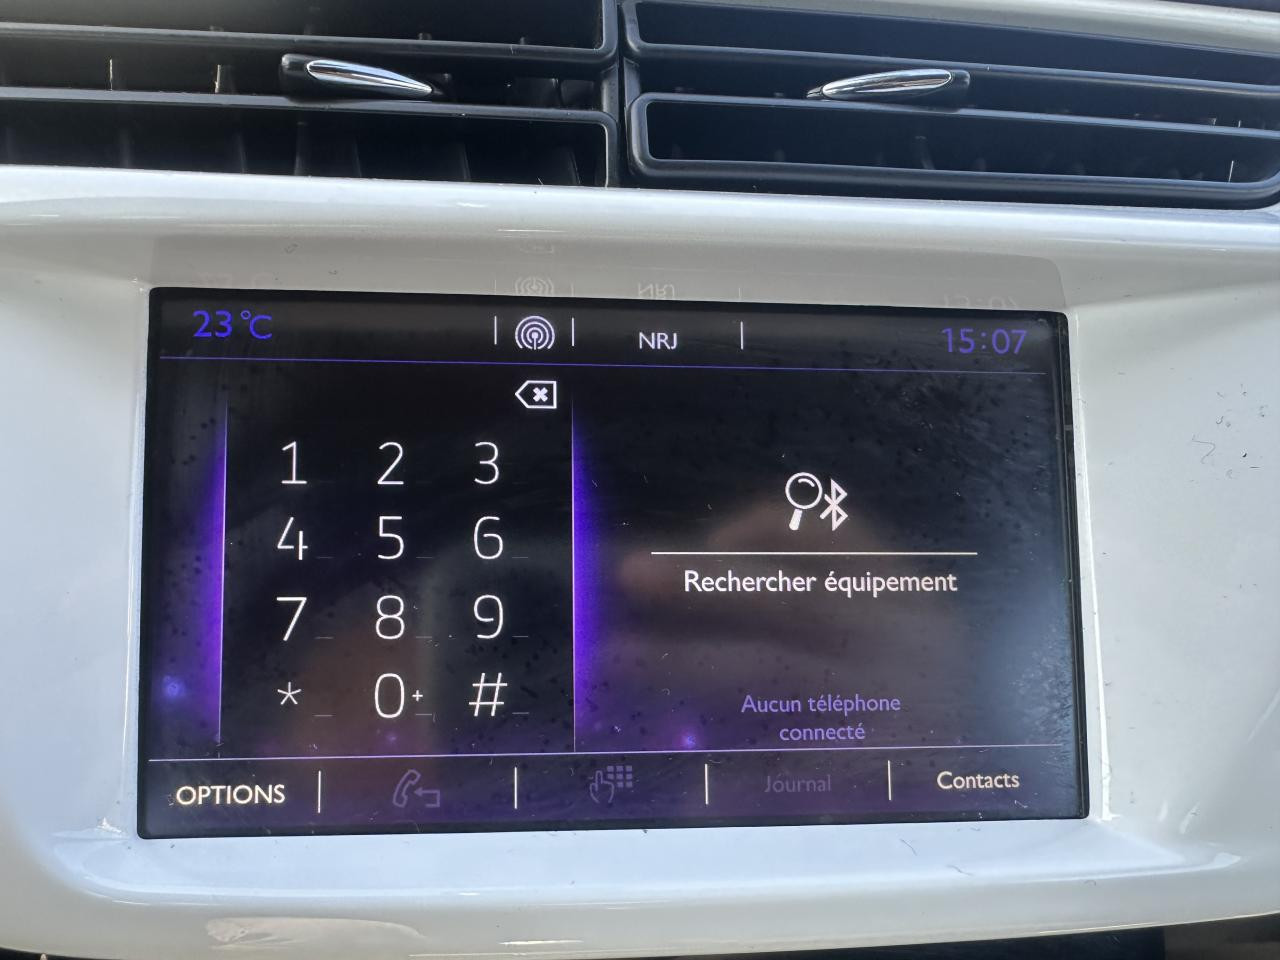 23°C
NRJ
15:07
1 2 3
4 5 6
7 8 9
* 0+ #
Rechercher équipement
Aucun téléphone
connecté
OPTIONS
Journal
Contacts